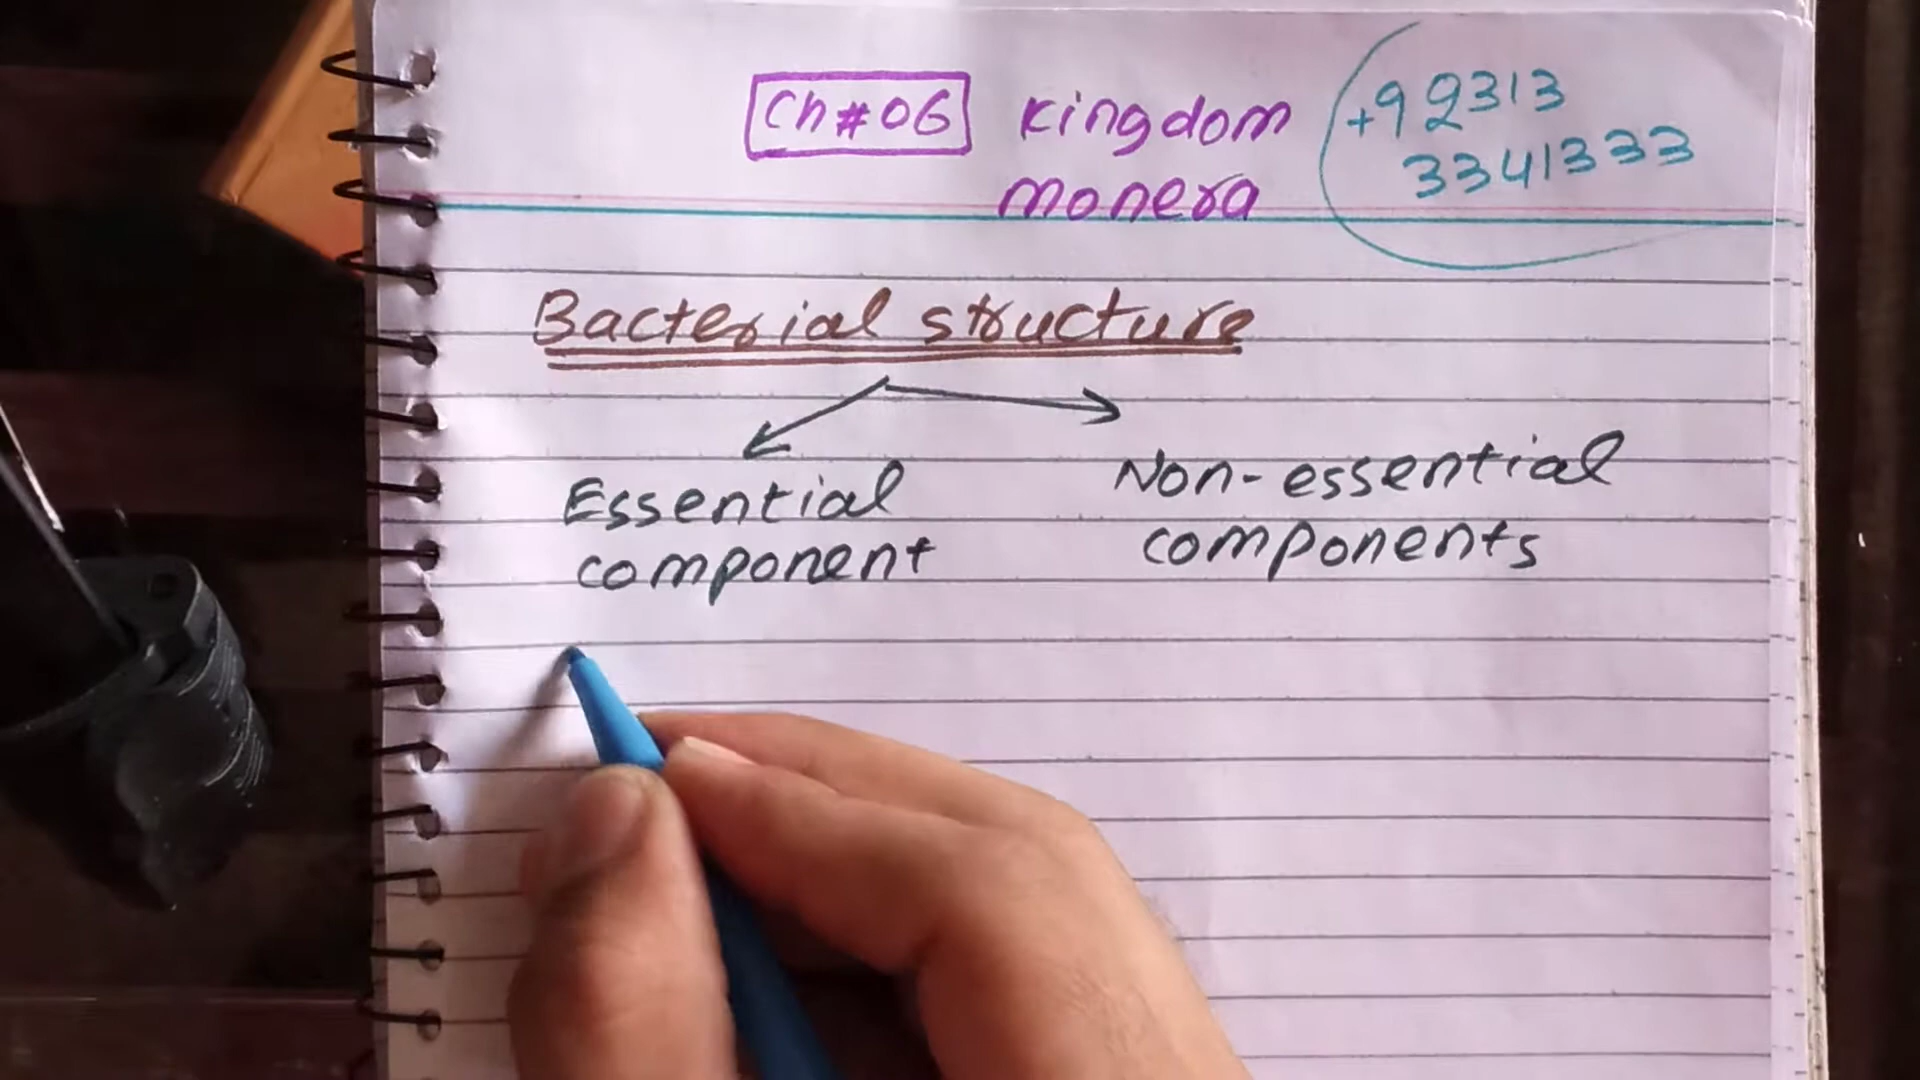 Ch # 06 Kingdom
monera
+92313
3341333
Bacterial structure
Essential
component
Non-essential
components